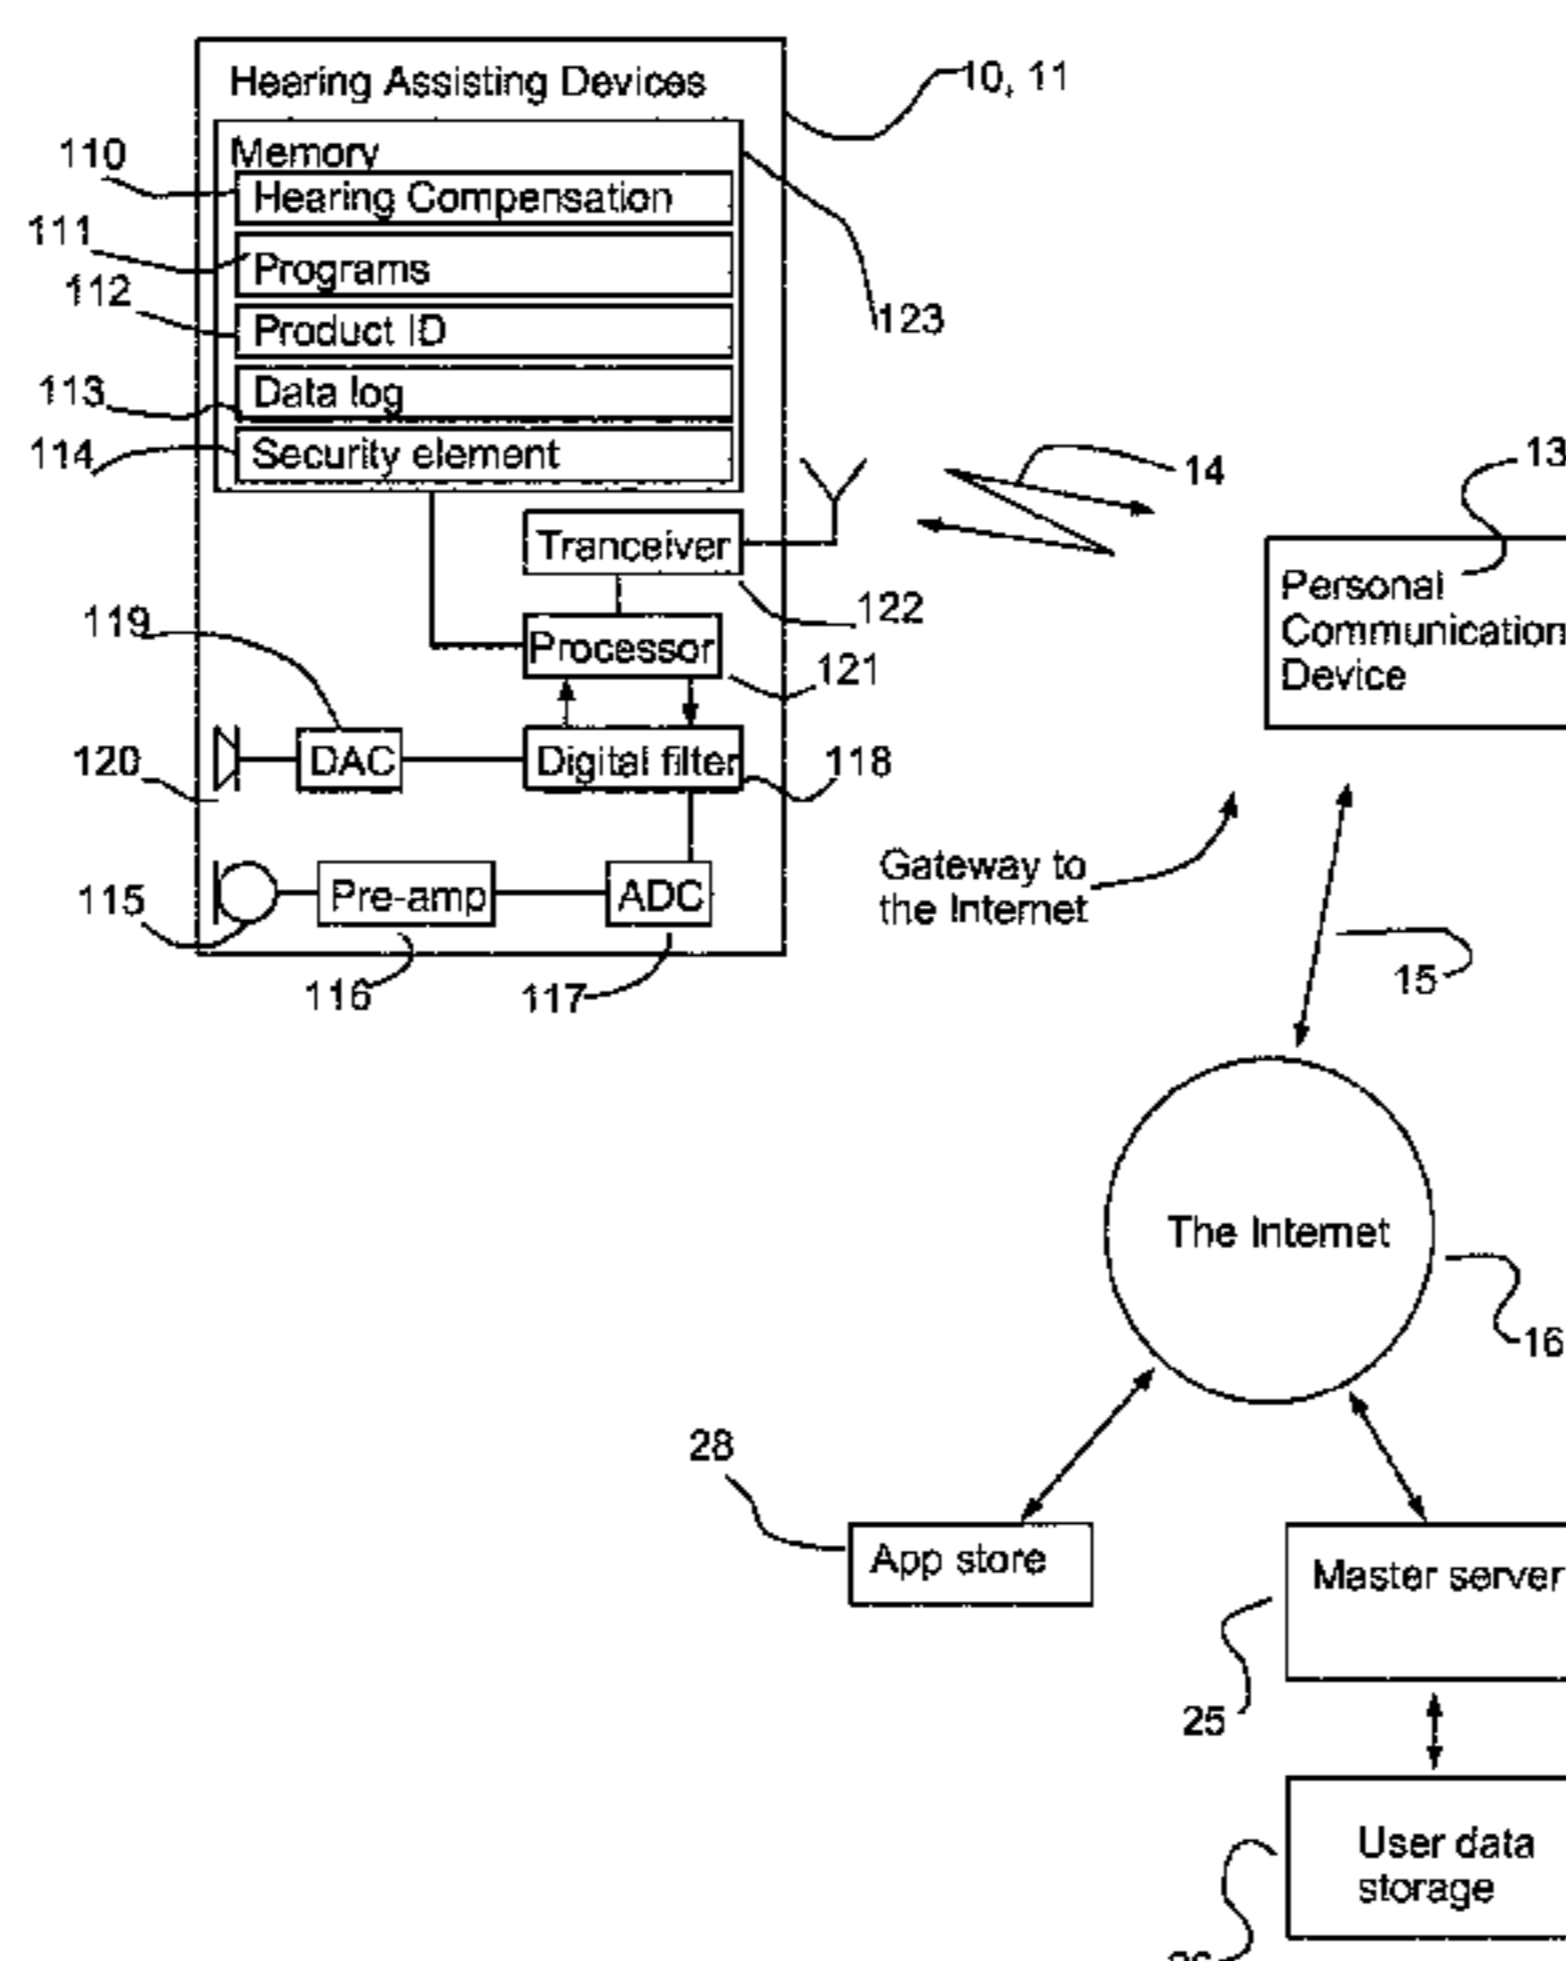 Hearing Assisting Devices
10, 11
Memory
110
Hearing Compensation
111
Programs
112
Product ID
123
113
Data log
114
Security element
14
13
Tranceiver
122
Personal
Communication
Device
119
Processor
121
120
DAC
Digital filter
118
Gateway to
the Internet
115
Pre-amp
ADC
116
117
15
The Internet
16
28
App store
Master server
25
User data
storage